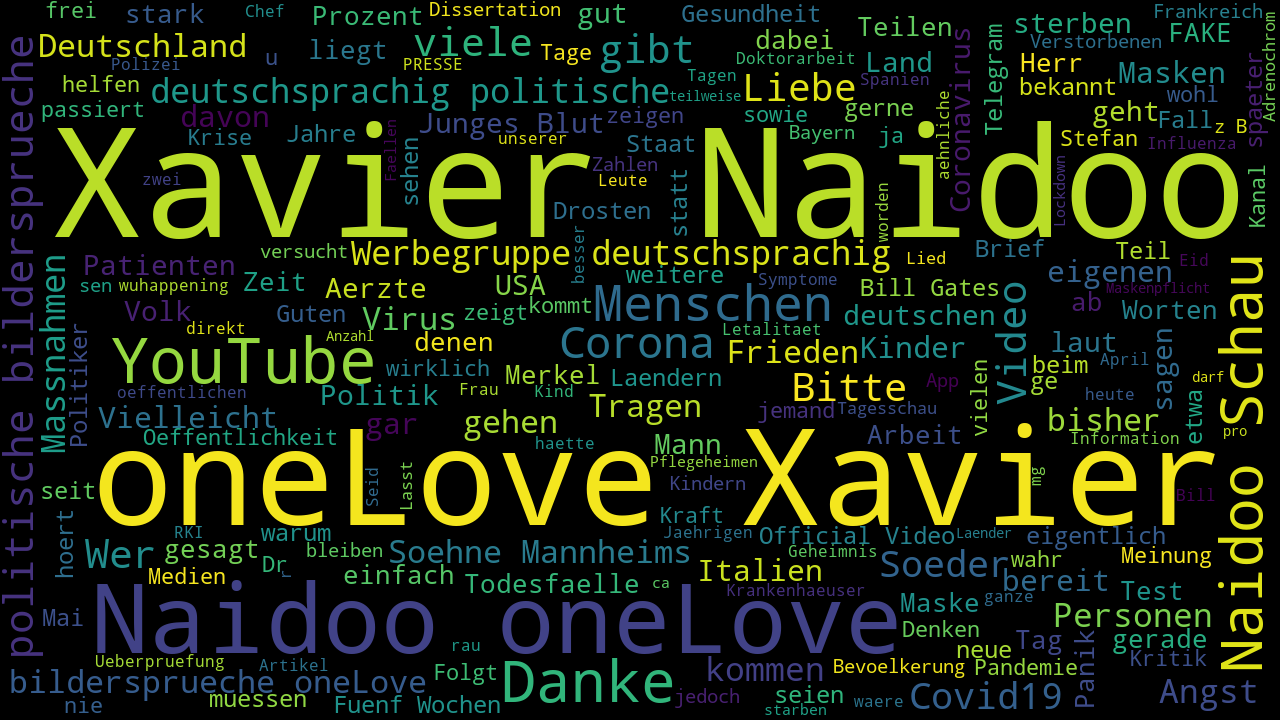 frei
stark
Chef
Prozent
Dissertation
gut
Gesundheit
Teilen
sterben
Frankreich
FAKE
Deutschland
Polizei
u
liegt
viele
PRESSE
Tage
gibt
dabei
Doktorarbeit
Land
Coronavirus
Verstorbenen
Herr
Masken
spaeter
Adrenochrom
helfen
deutschsprachig politische
Tagen
teilweise
Liebe
Spanien
Telegram
bekannt
wohl
passiert
davon
Krise
Jahre
Junges Blut
zeigen
unserer
sowie
Staat
Bayern
gerne
ja
aehnliche
geht
Fall
z B
Stefan
Influenza
politische bildersprueche
Xavier Naidoo
zwei
Faellen
sehen
Zahlen
Leute
Drosten
statt
worden
Lockdown
Kanal
versucht
Werbegruppe deutschsprachig
besser
Lied
Brief
Teil
Eid
Massnahmen
Patienten
sen
wuhappening
Zeit
Aerzte
USA
kommt
weitere
Symptome
Bill Gates
eigenen
Maskenpflicht
Volk
direkt
Guten
Anzahl
Virus
zeigt
Menschen
Letalitaet
deutschen
Video
ab
Worten
Politiker
YouTube
denen
Corona
Frieden
Kinder
laut
sagen
Naidoo Schau
oeffentlichen
wirklich
Merkel
Laendern
Bitte
App
vielen
beim
ge
April
darf
Vielleicht
Politik
Frau
Kind
Tragen
jemand
Tagesschau
heute
etwa
pro
Oeffentlichkeit
gar
gehen
haette
Mann
Arbeit
bisher
Information
seit
oneLove Xavier
Seid
Lasst
Pflegeheimen
Kindern
mg
Bill
hoert
RKI
warum
Kraft
Jaehrigen
Official Video
Laender
eigentlich
Wer
gesagt
Dr
bleiben
Soehne Mannheims
Geheimnis
wahr
Meinung
Medien
einfach
Todesfaelle
ca
Italien
Soeder
bereit
Krankenhaeuser
ganze
Test
Mai
Naidoo oneLove
Maske
Personen
Denken
Tag
Panik
gerade
Ueberpruefung
Artikel
rau
Folgt
neue
Kritik
bildersprueche oneLove
Danke
kommen
Bevoelkerung
Pandemie
nie
muessen
Fuenf Wochen
jedoch
seien
starben
waere
Covid19
Angst